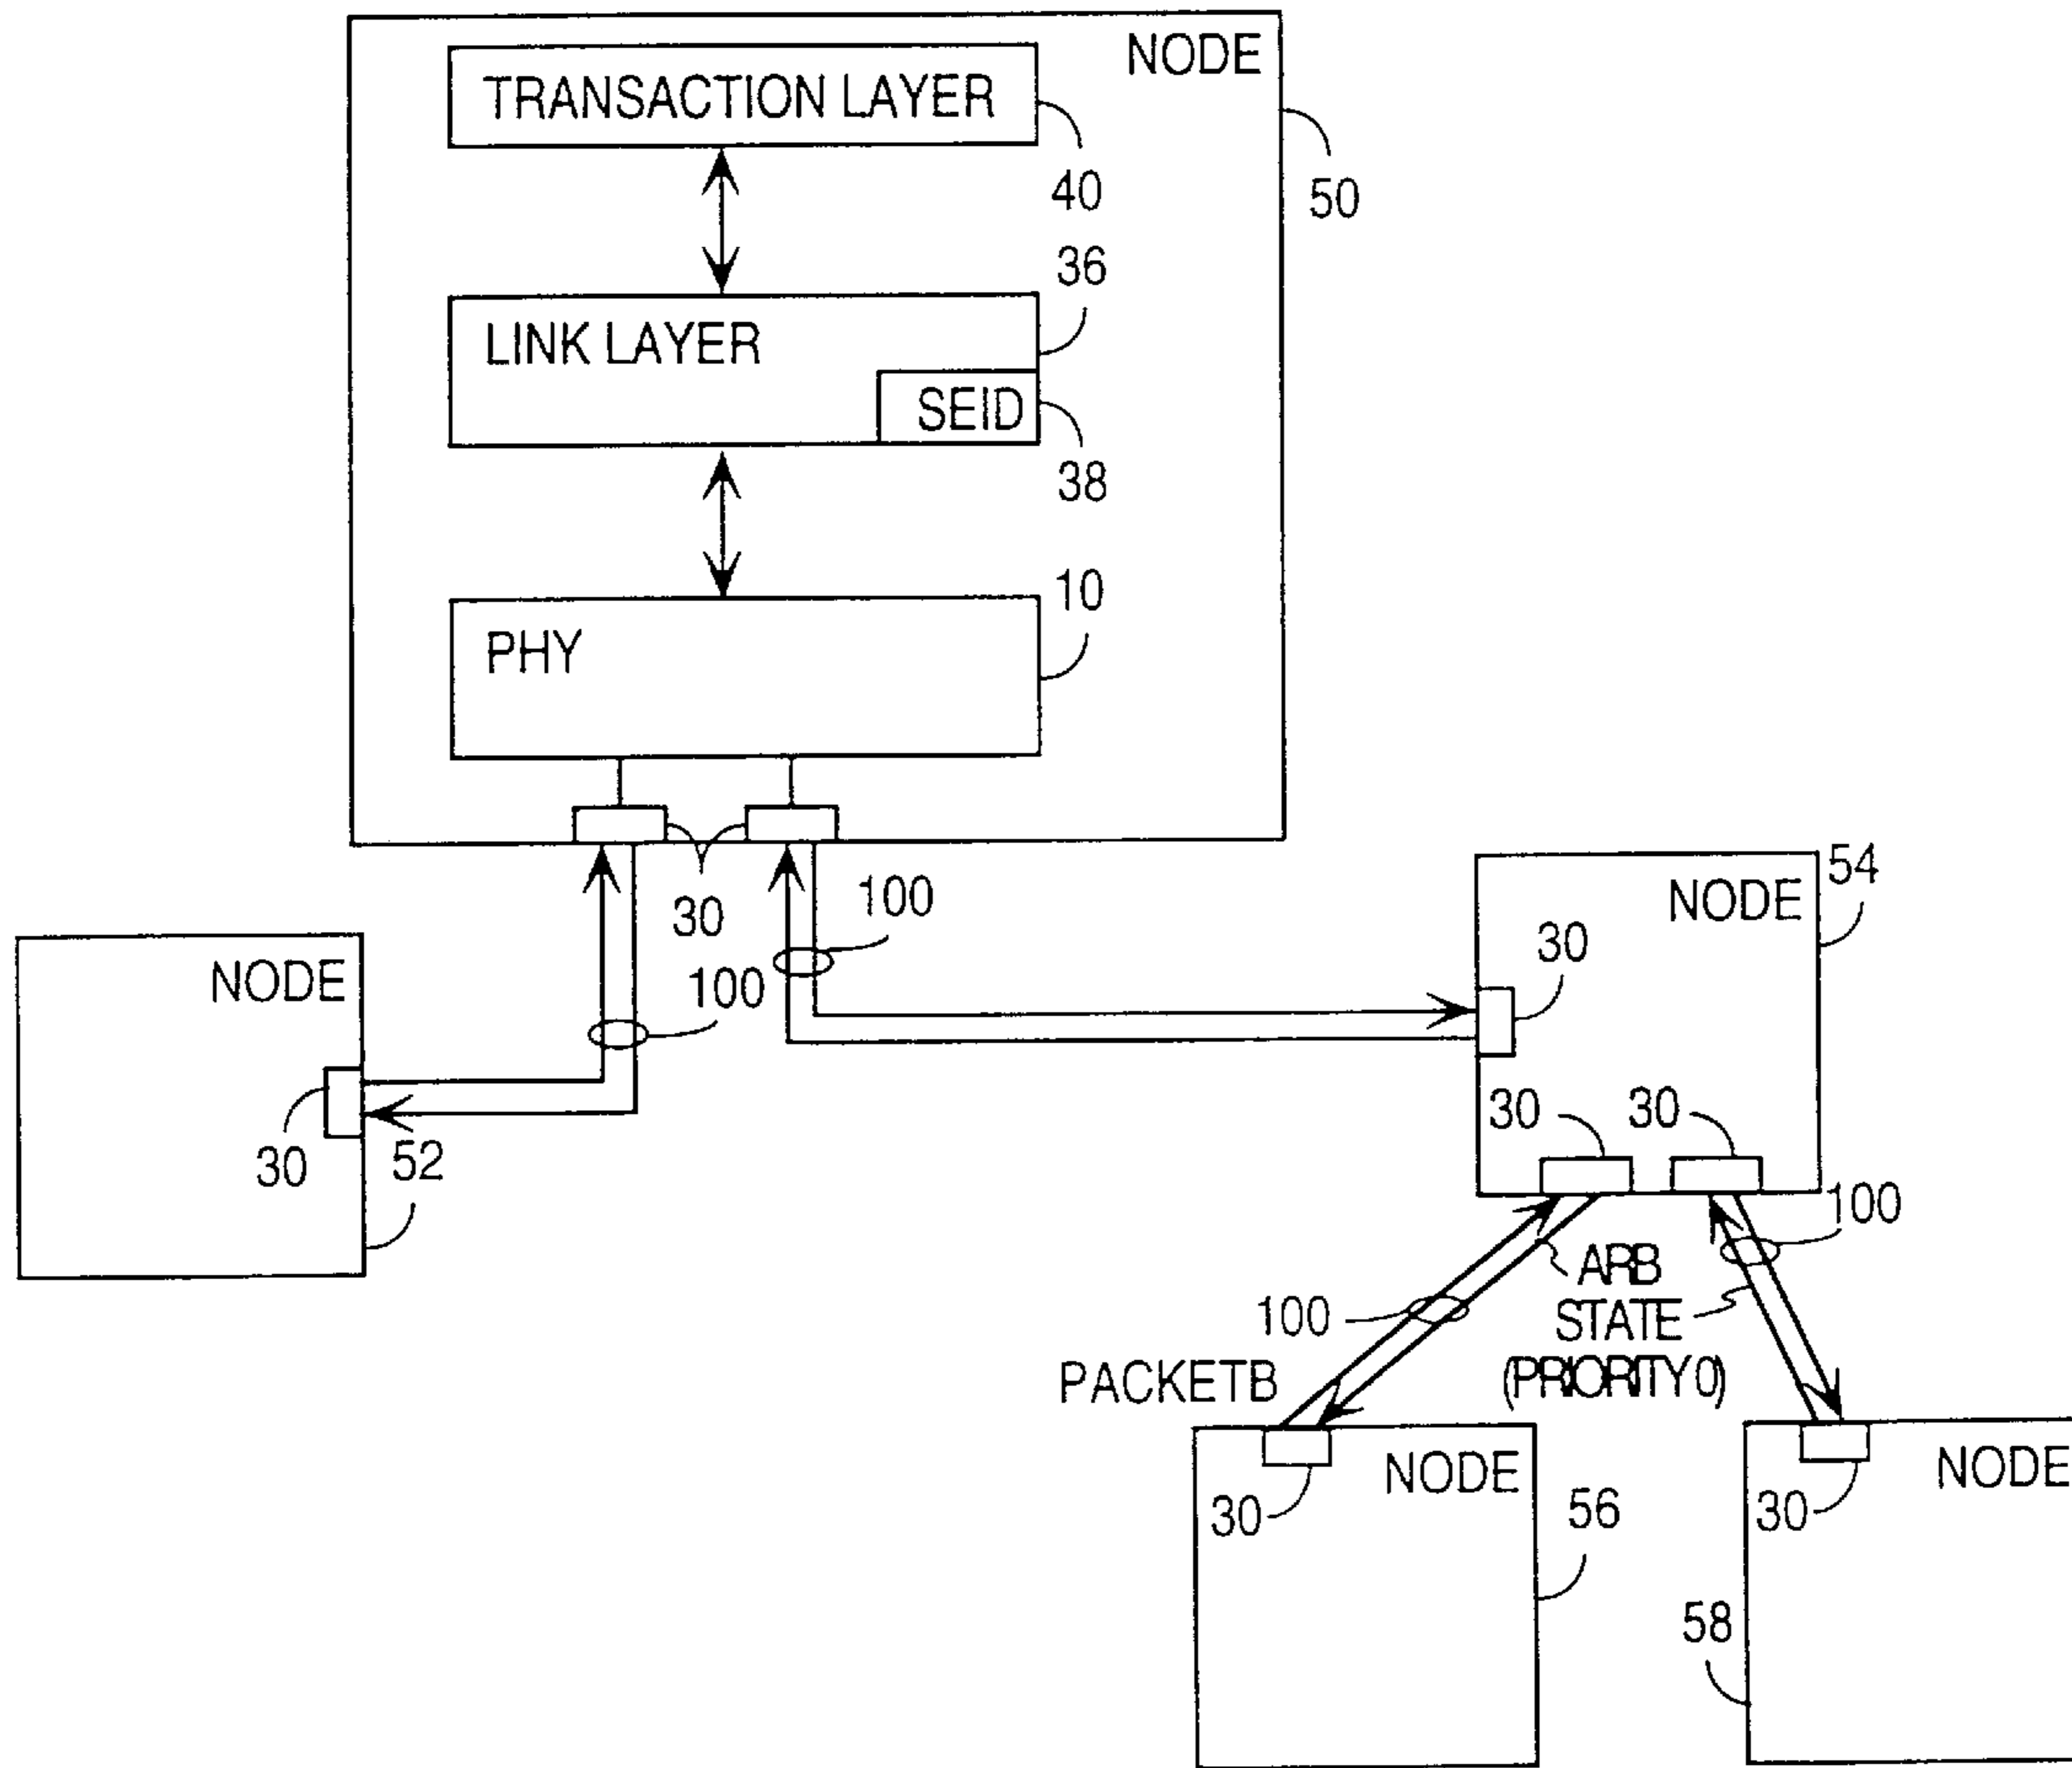 NODE
TRANSACTION LAYER
40
50
36
LINK LAYER
SEID
38
10
PHY
30
100
54
NODE
30
NODE
100
30
30
30
52
100
ARB
STATE
(PRIORITY 0)
100
PACKETB
NODE
30
56
NODE
30
58